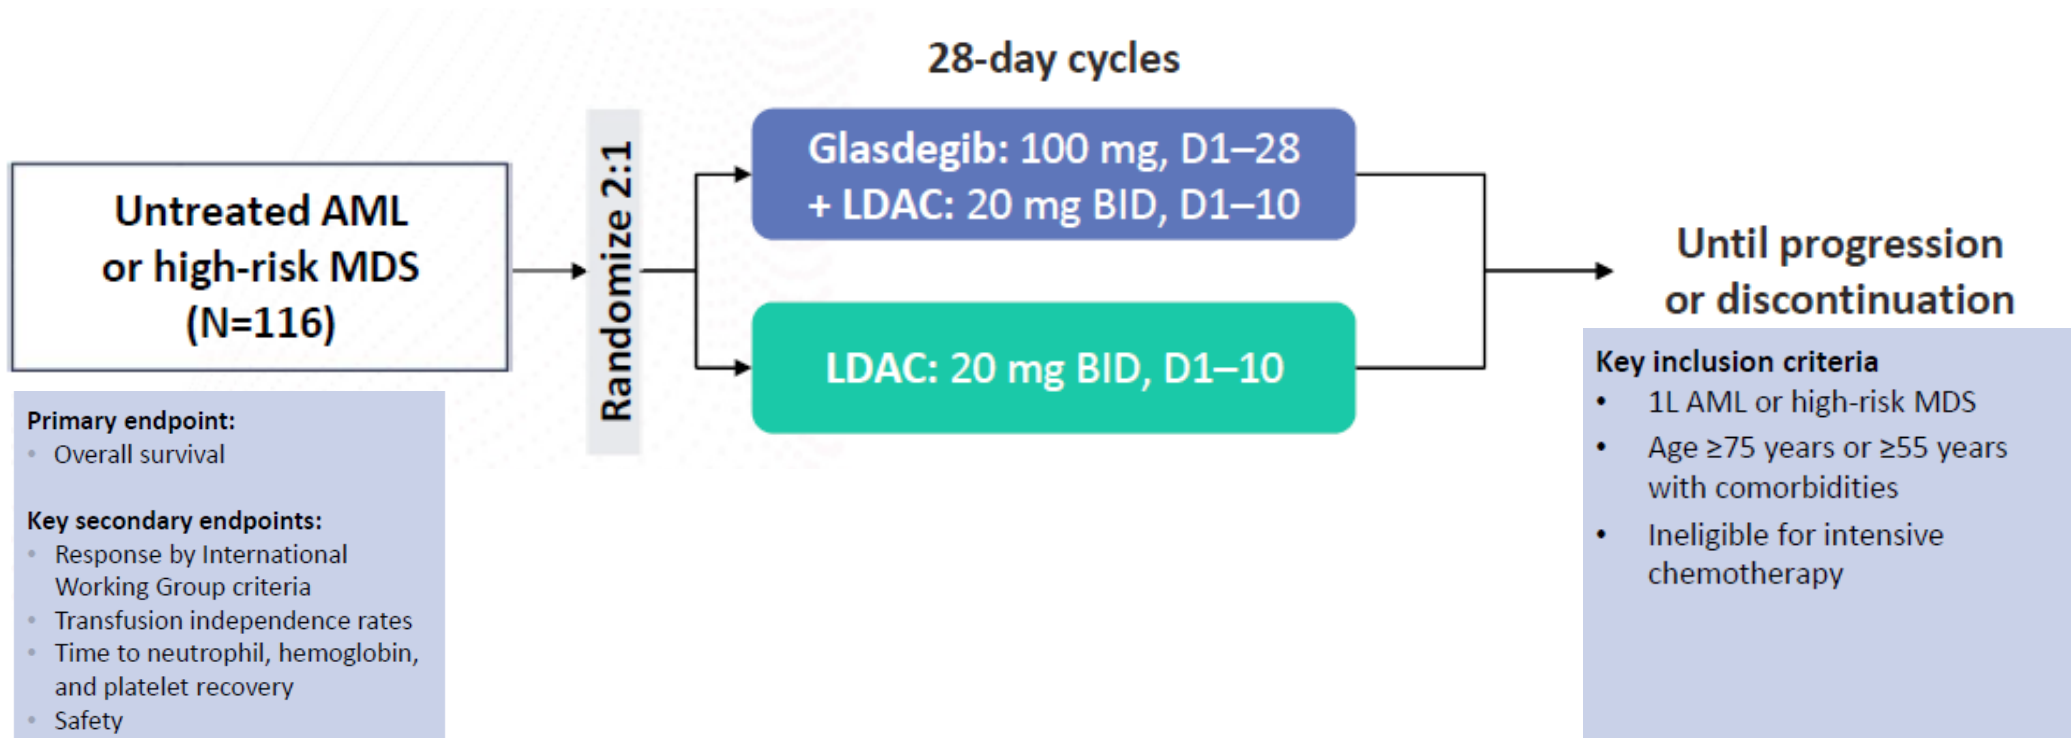 28-day cycles
Untreated AML
or high-risk MDS
(N=116)
Randomize 2:1
Glasdegib: 100 mg, D1–28
+ LDAC: 20 mg BID, D1–10
LDAC: 20 mg BID, D1–10
Until progression
or discontinuation
Primary endpoint:
• Overall survival
Key secondary endpoints:
• Response by International
Working Group criteria
• Transfusion independence rates
• Time to neutrophil, hemoglobin,
and platelet recovery
• Safety
Key inclusion criteria
• 1L AML or high-risk MDS
• Age ≥75 years or ≥55 years
with comorbidities
• Ineligible for intensive
chemotherapy